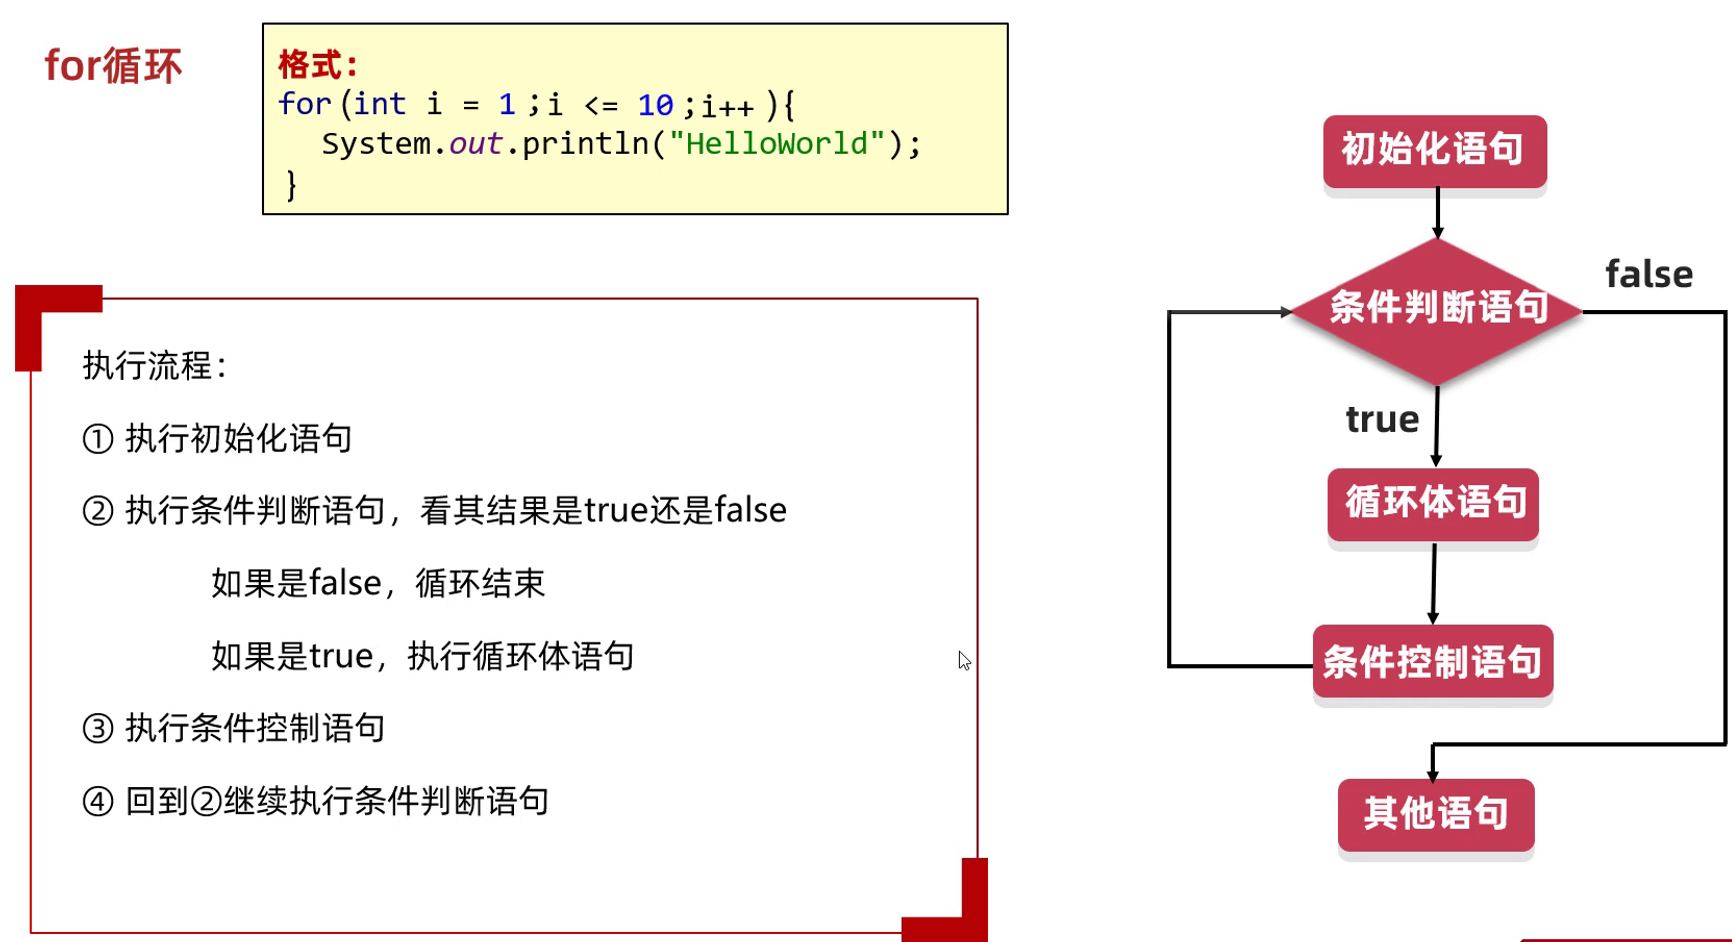 for循环
格式：
for(int i = 1;i <= 10;i++){
System.out.println("HelloWorld");
}
执行流程：
① 执行初始化语句
② 执行条件判断语句，看其结果是true还是false
如果是false，循环结束
如果是true，执行循环体语句
③ 执行条件控制语句
④ 回到②继续执行条件判断语句
初始化语句
条件判断语句
false
true
循环体语句
条件控制语句
其他语句